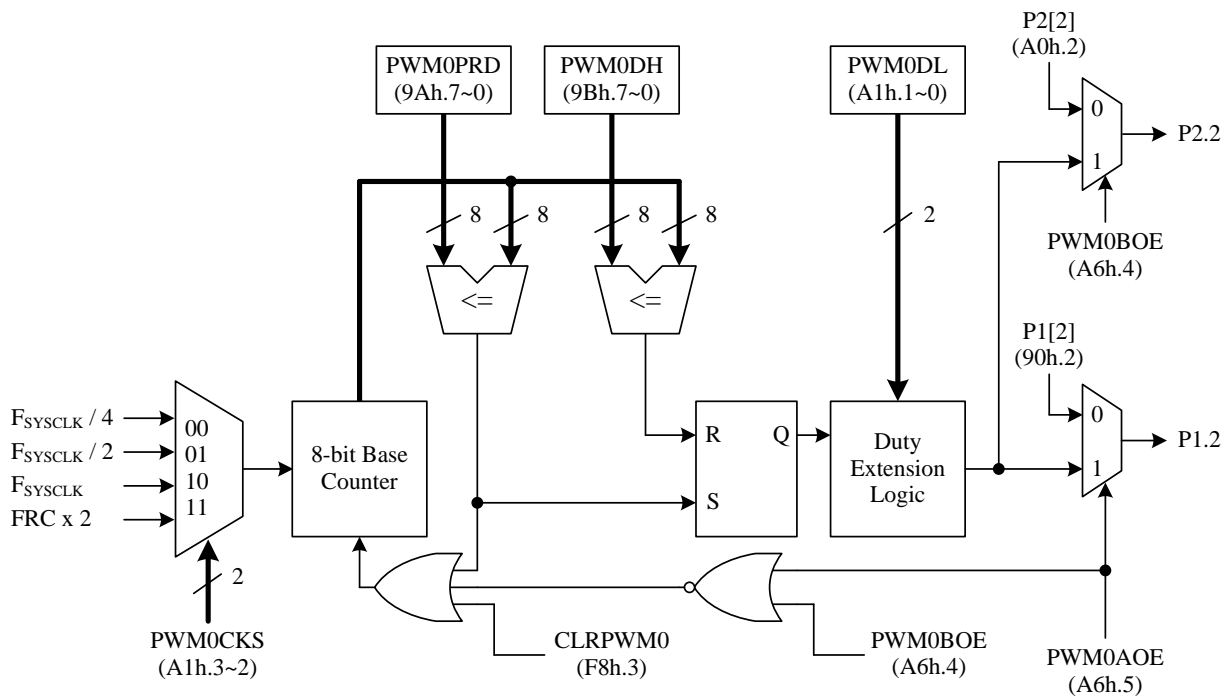 P2[2]
(A0h.2)
PWM0PRD
(9Ah.7~0)
PWM0DH
(9Bh.7~0)
PWM0DL
(A1h.1~0)
0
1
P2.2
8
8
8
8
2
PWM0BOE
(A6h.4)
<=
<=
P1[2]
(90h.2)
F_SYSCLK / 4
F_SYSCLK / 2
F_SYSCLK
FRC x 2
00
01
10
11
8-bit Base
Counter
R
Q
S
Duty
Extension
Logic
0
1
P1.2
2
PWM0CKS
(A1h.3~2)
CLRPWM0
(F8h.3)
PWM0BOE
(A6h.4)
PWM0AOE
(A6h.5)